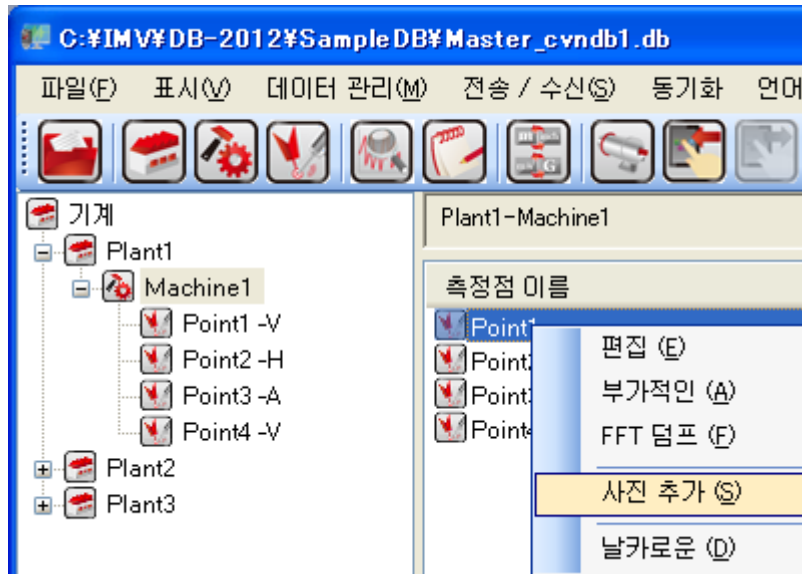 C:¥IMV¥DB-2012¥SampleDB¥Master_cvndb1.db
파일(F) 표시(V) 데이터 관리(M) 전송 / 수신(S) 동기화 언어
기계
Plant1
Machine1
Point1 -V
Point2 -H
Point3 -A
Point4 -V
Plant2
Plant3
Plant1-Machine1
측정점 이름
Point1
Point
Point
Point
편집 (E)
부가적인 (A)
FFT 덤프 (F)
사진 추가 (S)
날카로운 (D)